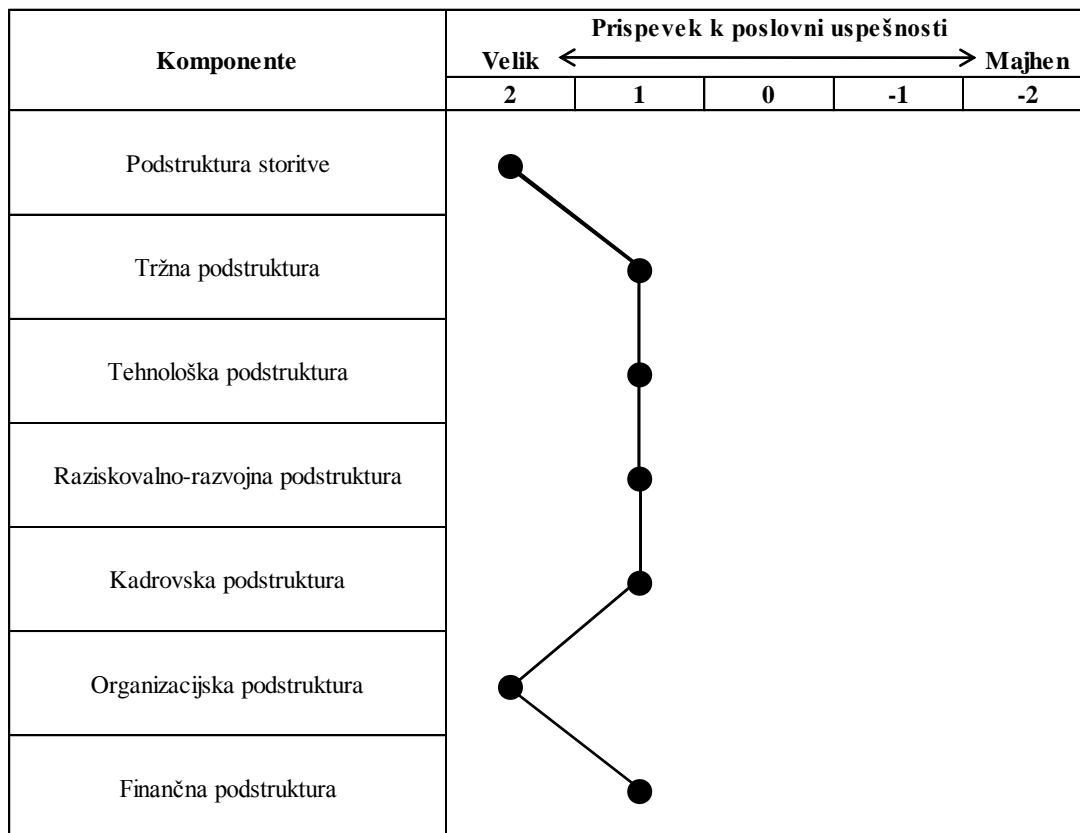 Komponente
Prispevek k poslovni uspešnosti
Velik Majhen
2 1 0 -1 -2
Podstruktura storitve
Tržna podstruktura
Tehnološka podstruktura
Raziskovalno-razvojna podstruktura
Kadrovska podstruktura
Organizacijska podstruktura
Finančna podstruktura